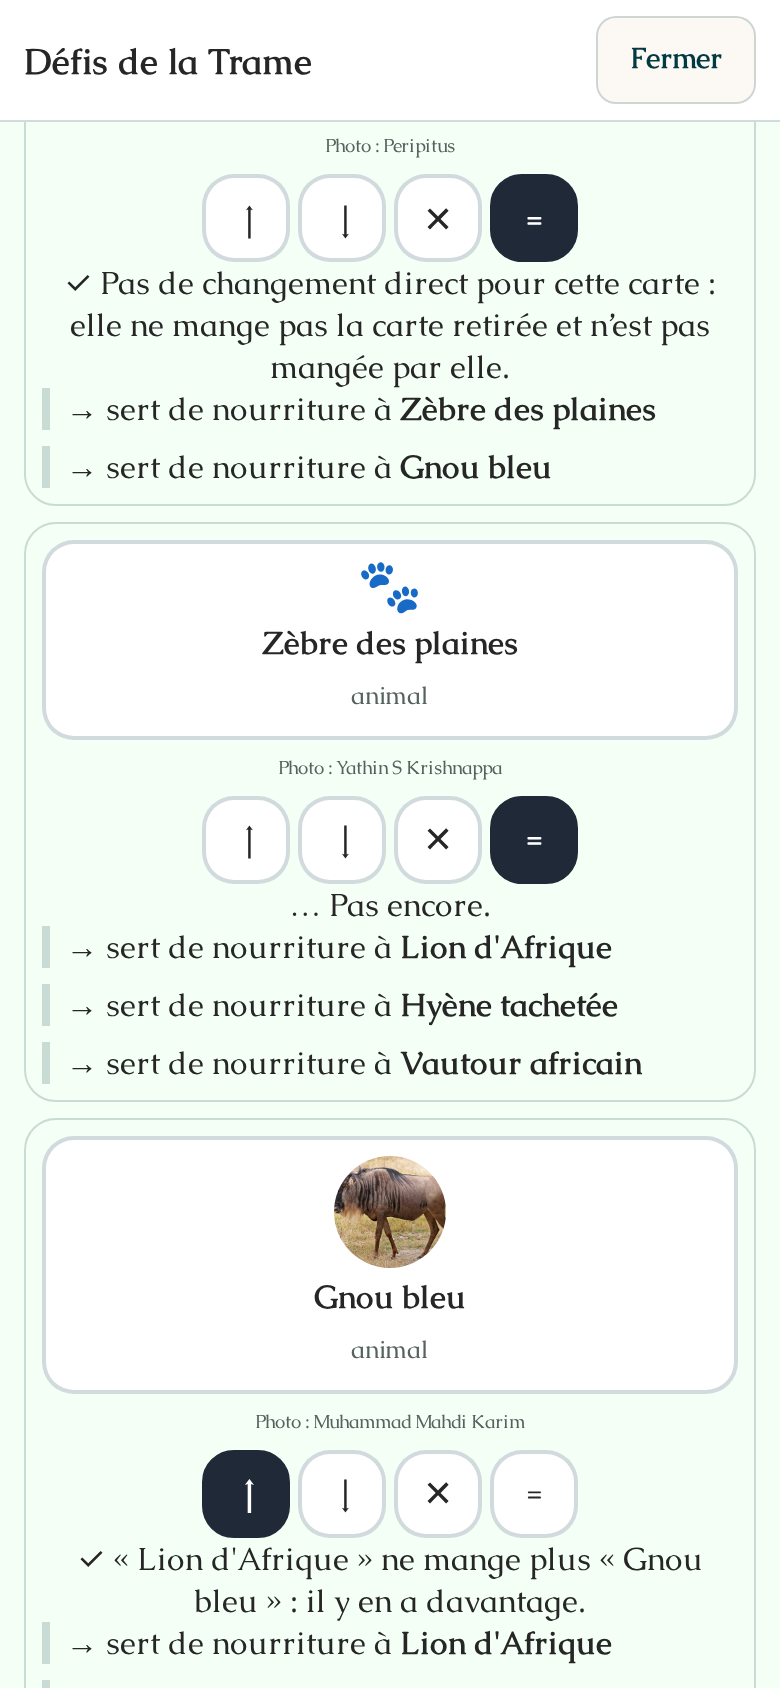 Défis de la Trame
Fermer
Photo : Peripitus
↑ ↓ ✕ =
✓ Pas de changement direct pour cette carte :
elle ne mange pas la carte retirée et n’est pas
mangée par elle.
→ sert de nourriture à Zèbre des plaines
→ sert de nourriture à Gnou bleu
Zèbre des plaines
animal
Photo : Yathin S Krishnappa
↑ ↓ ✕ =
… Pas encore.
→ sert de nourriture à Lion d'Afrique
→ sert de nourriture à Hyène tachetée
→ sert de nourriture à Vautour africain
Gnou bleu
animal
Photo : Muhammad Mahdi Karim
↑ ↓ ✕ =
✓ « Lion d'Afrique » ne mange plus « Gnou
bleu » : il y en a davantage.
→ sert de nourriture à Lion d'Afrique